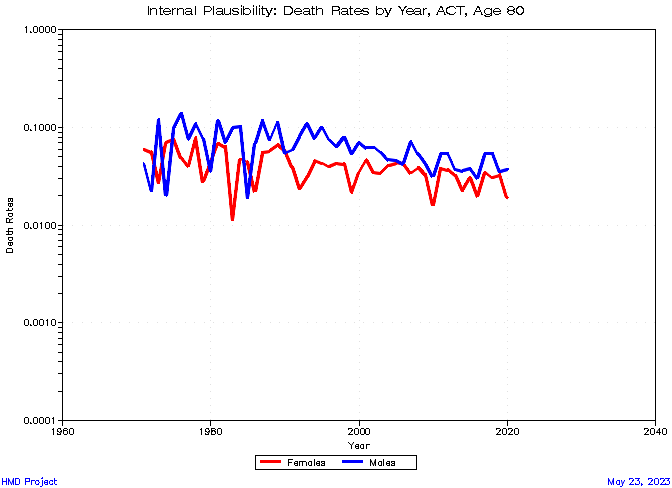 Internal Plausibility: Death Rates by Year, ACT, Age 80
1.0000
0.1000
0.0100
0.0010
0.0001
Death Rates
1960
1980
2000
2020
2040
Year
Females
Males
HMD Project
May 23, 2023